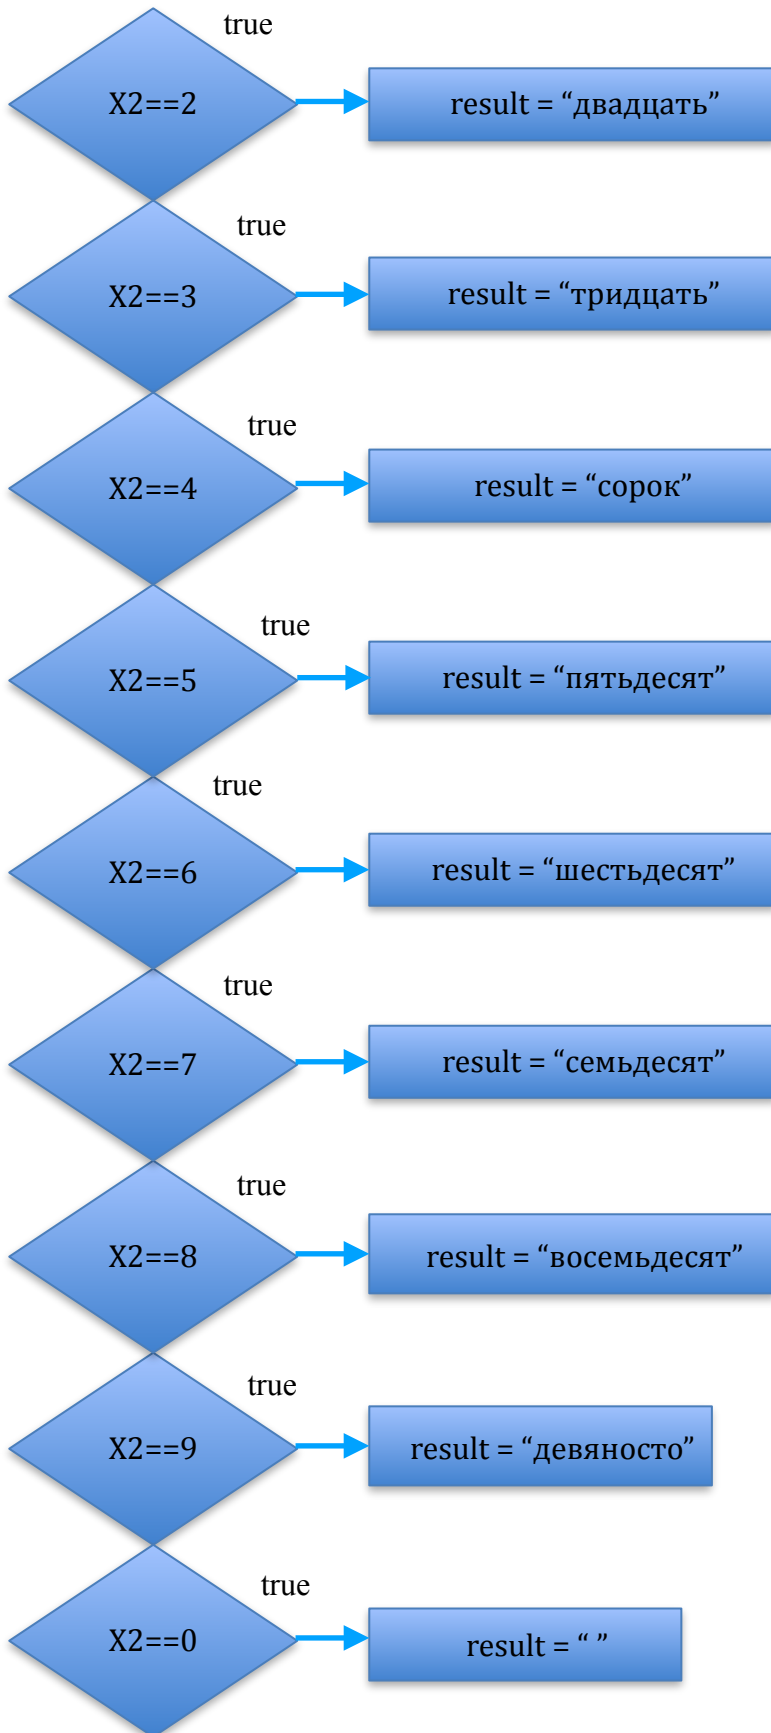 true
X2==2
result = “двадцать”
true
X2==3
result = “тридцать”
true
X2==4
result = “сорок”
true
X2==5
result = “пятьдесят”
true
X2==6
result = “шестьдесят”
true
X2==7
result = “семьдесят”
true
X2==8
result = “восемьдесят”
true
X2==9
result = “девяносто”
true
X2==0
result = “ ”